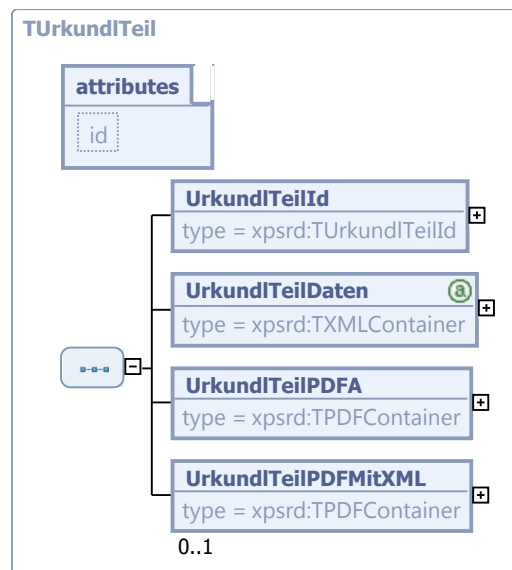 TUrkundlTeil
attributes
id
UrkundlTeilId
type = xpsrd:TUrkundlTeilId
UrkundlTeilDaten a
type = xpsrd:TXMLContainer
UrkundlTeilPDFA
type = xpsrd:TPDFContainer
UrkundlTeilPDFMitXML
type = xpsrd:TPDFContainer
0..1